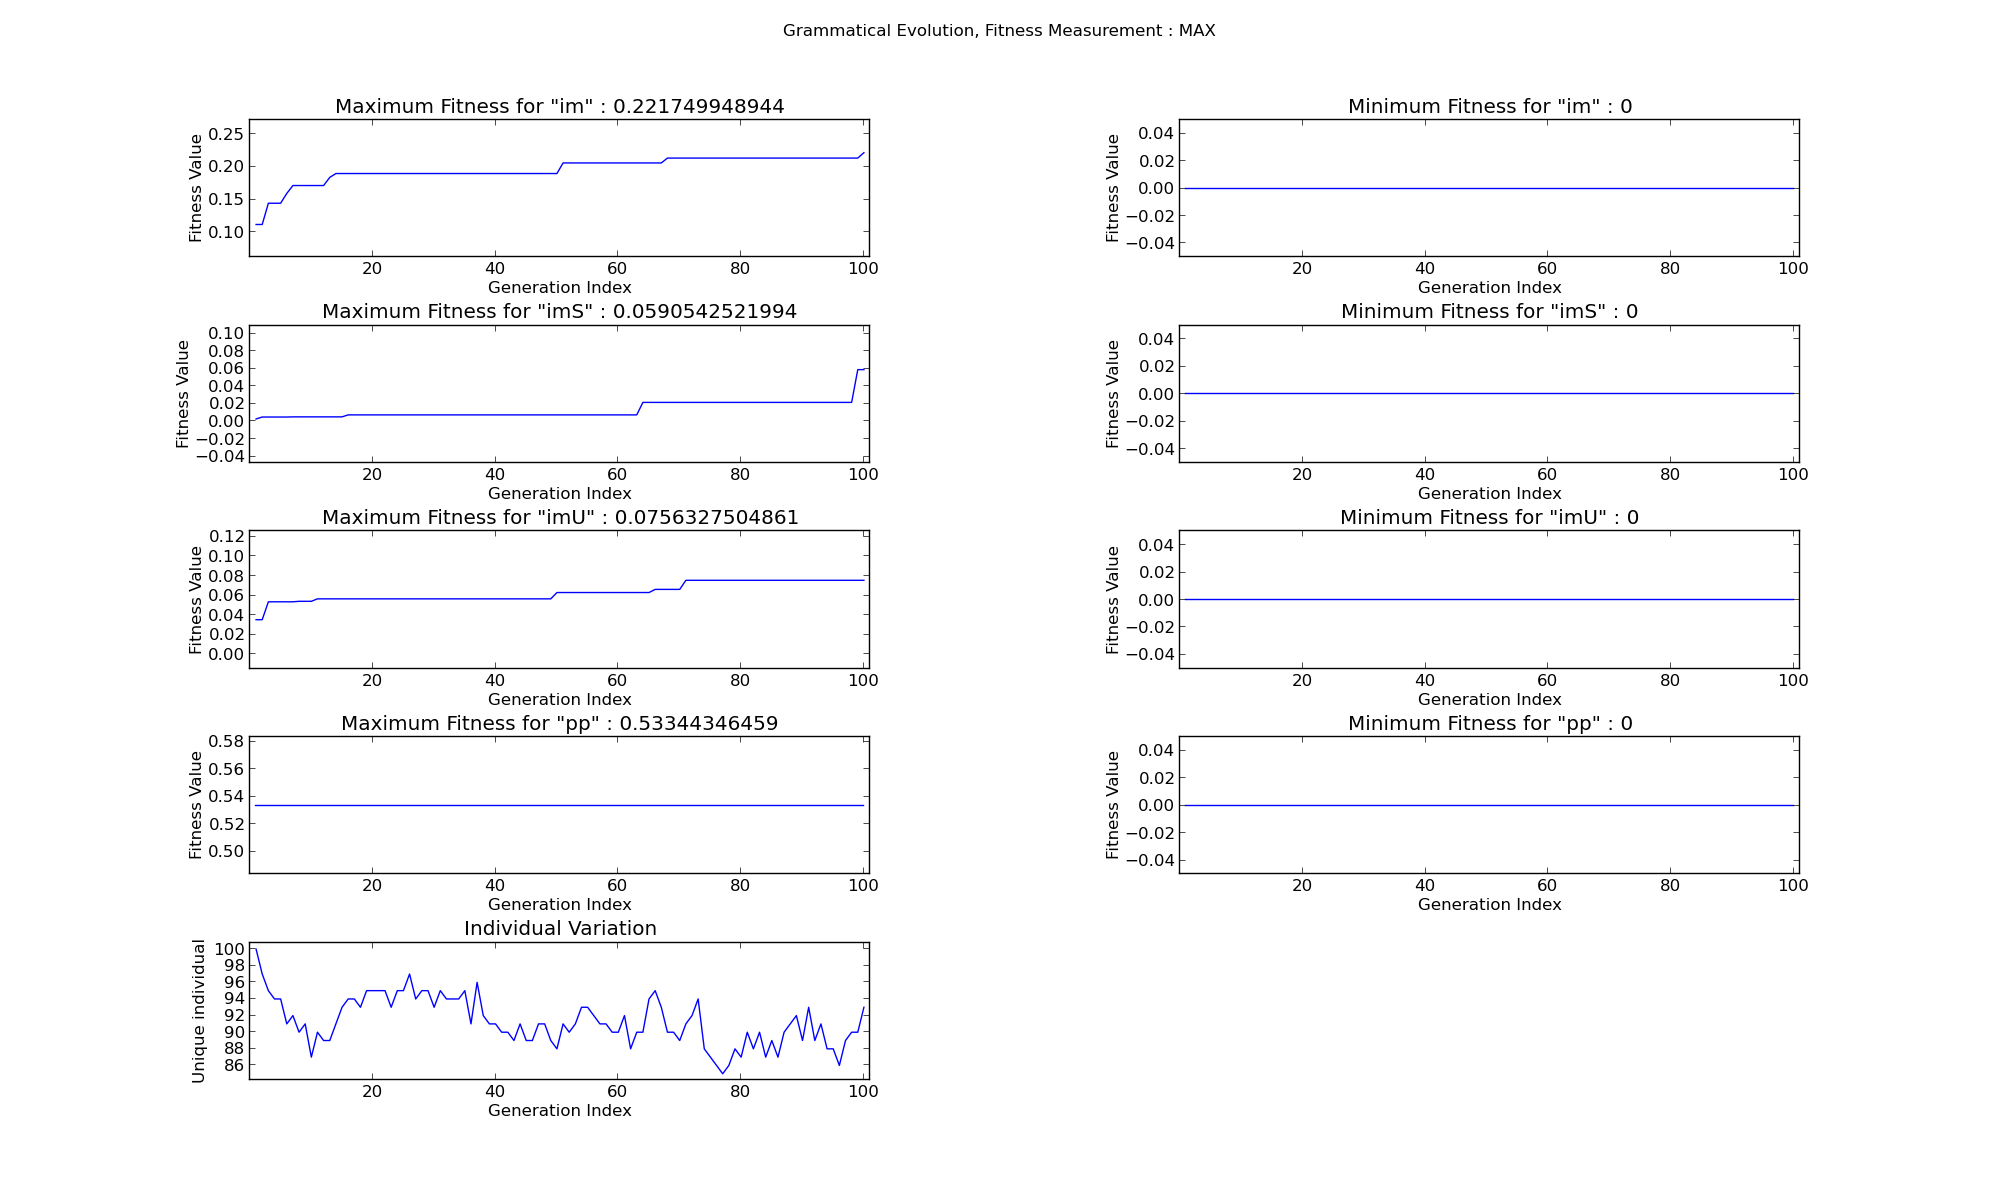 Grammatical Evolution, Fitness Measurement : MAX
Maximum Fitness for "im" : 0.221749948944
Fitness Value
0.25
0.20
0.15
0.10
20 40 60 80 100
Generation Index
Minimum Fitness for "im" : 0
Fitness Value
0.04
0.02
0.00
−0.02
−0.04
20 40 60 80 100
Generation Index
Maximum Fitness for "imS" : 0.0590542521994
Fitness Value
0.10
0.08
0.06
0.04
0.02
0.00
−0.02
−0.04
20 40 60 80 100
Generation Index
Minimum Fitness for "imS" : 0
Fitness Value
0.04
0.02
0.00
−0.02
−0.04
20 40 60 80 100
Generation Index
Maximum Fitness for "imU" : 0.0756327504861
Fitness Value
0.12
0.10
0.08
0.06
0.04
0.02
0.00
20 40 60 80 100
Generation Index
Minimum Fitness for "imU" : 0
Fitness Value
0.04
0.02
0.00
−0.02
−0.04
20 40 60 80 100
Generation Index
Maximum Fitness for "pp" : 0.53344346459
Fitness Value
0.58
0.56
0.54
0.52
0.50
20 40 60 80 100
Generation Index
Minimum Fitness for "pp" : 0
Fitness Value
0.04
0.02
0.00
−0.02
−0.04
20 40 60 80 100
Generation Index
Individual Variation
Unique individual
100
98
96
94
92
90
88
86
20 40 60 80 100
Generation Index